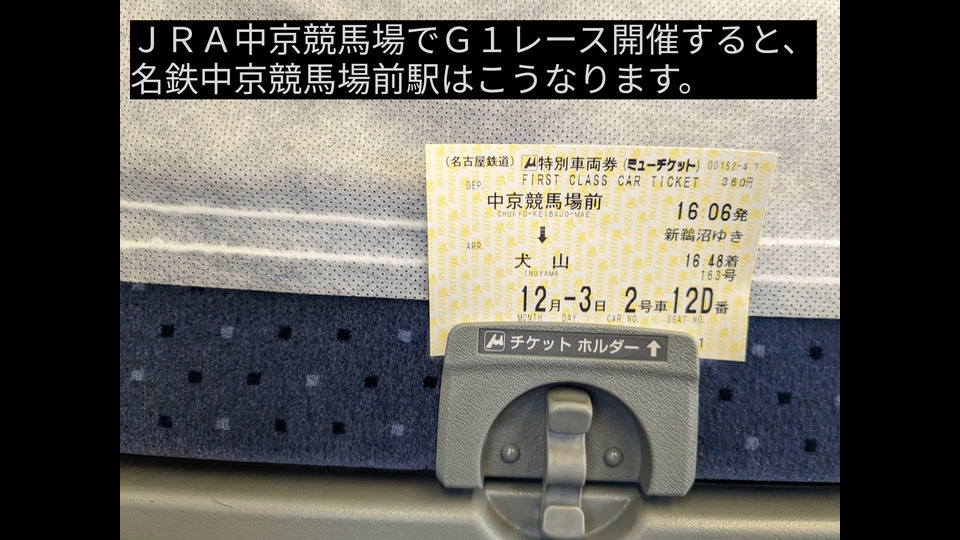 ＪＲＡ中京競馬場でＧ１レース開催すると、
名鉄中京競馬場前駅はこうなります。
(名古屋鉄道) μ特別車両券 (ミューチケット) 00152-47
DEP. FIRST CLASS CAR TICKET 360円
中京競馬場前 16:06発
CHUKYO-KEIBAJO-MAE
新鵜沼ゆき
ARR. 犬山 16:48着
INUYAMA 163号
12月-3日 2号車 12D番
MONTH DAY CAR NO. SEAT NO.
μ チケット ホルダー ↑